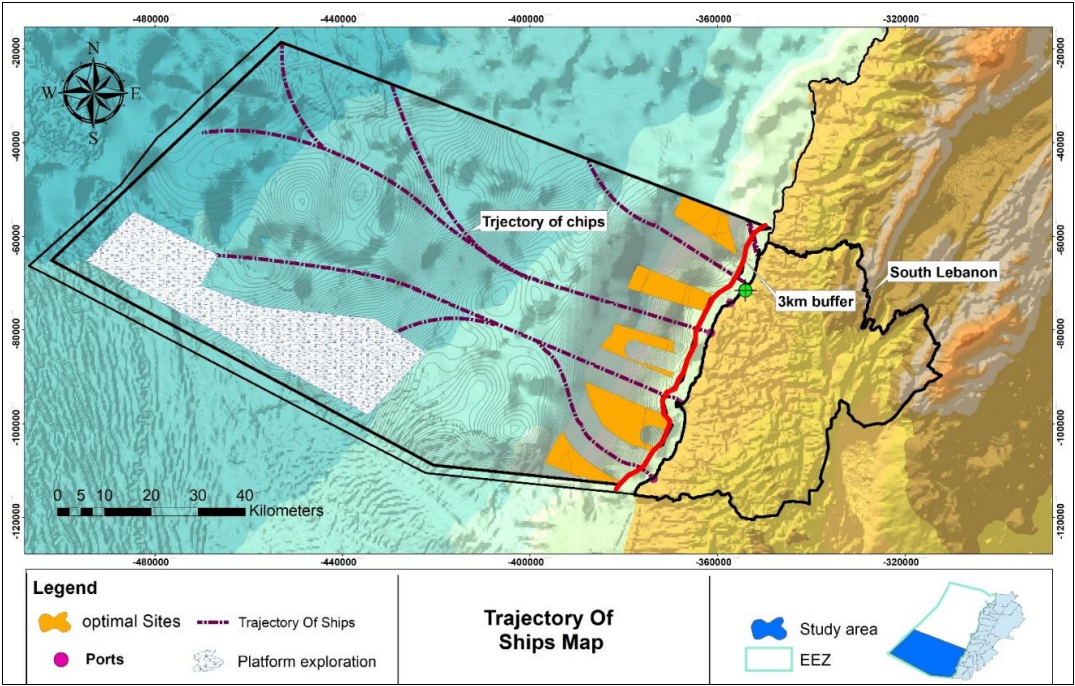 -480000 -440000 -400000 -360000 -320000
N
W E
S
-20000 -20000
-40000 -40000
-60000 -60000
-80000 -80000
-100000 -100000
-120000 -120000
Trjectory of chips
South Lebanon
3km buffer
0 5 10 20 30 40
Kilometers
-480000 -440000 -400000 -360000 -320000
Legend
optimal Sites
Trajectory Of Ships
Ports
Platform exploration
Trajectory Of
Ships Map
Study area
EEZ